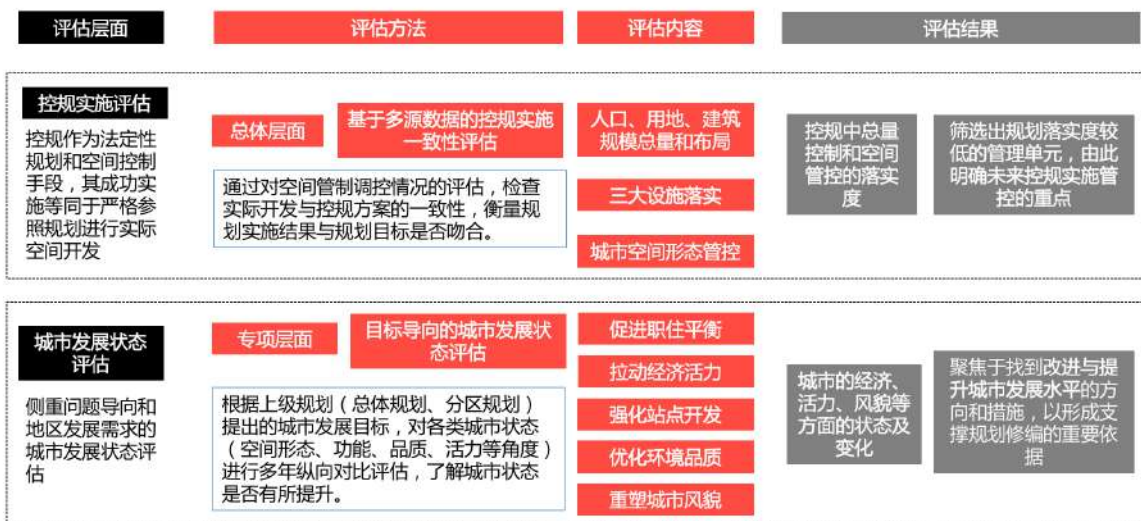 评估层面
评估方法
评估内容
评估结果
控规实施评估
控规作为法定性
规划和空间控制
手段，其成功实
施等同于严格参
照规划进行实际
空间开发
总体层面
基于多源数据的控规实施
一致性评估
通过对空间管制调控情况的评估，检查
实际开发与控规方案的一致性，衡量规
划实施结果与规划目标是否吻合。
人口、用地、建筑
规模总量和布局
三大设施落实
城市空间形态管控
控规中总量
控制和空间
管控的落实
度
筛选出规划落实度较
低的管理单元，由此
明确未来控规实施管
控的重点
城市发展状态
评估
侧重问题导向和
地区发展需求的
城市发展状态评
估
专项层面
目标导向的城市发展状
态评估
根据上级规划（总体规划、分区规划）
提出的城市发展目标，对各类城市状态
（空间形态、功能、品质、活力等角度）
进行多年纵向对比评估，了解城市状态
是否有所提升。
促进职住平衡
拉动经济活力
强化站点开发
优化环境品质
重塑城市风貌
城市的经济、
活力、风貌等
方面的状态及
变化
聚焦于找到改进与提
升城市发展水平的方
向和措施，以形成支
撑规划修编的重要依
据